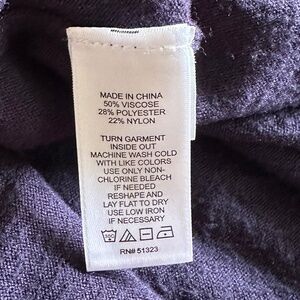 MADE IN CHINA
50% VISCOSE
28% POLYESTER
22% NYLON
TURN GARMENT
INSIDE OUT
MACHINE WASH COLD
WITH LIKE COLORS
USE ONLY NON-
CHLORINE BLEACH
IF NEEDED
RESHAPE AND
LAY FLAT TO DRY
USE LOW IRON
IF NECESSARY
RN# 51323